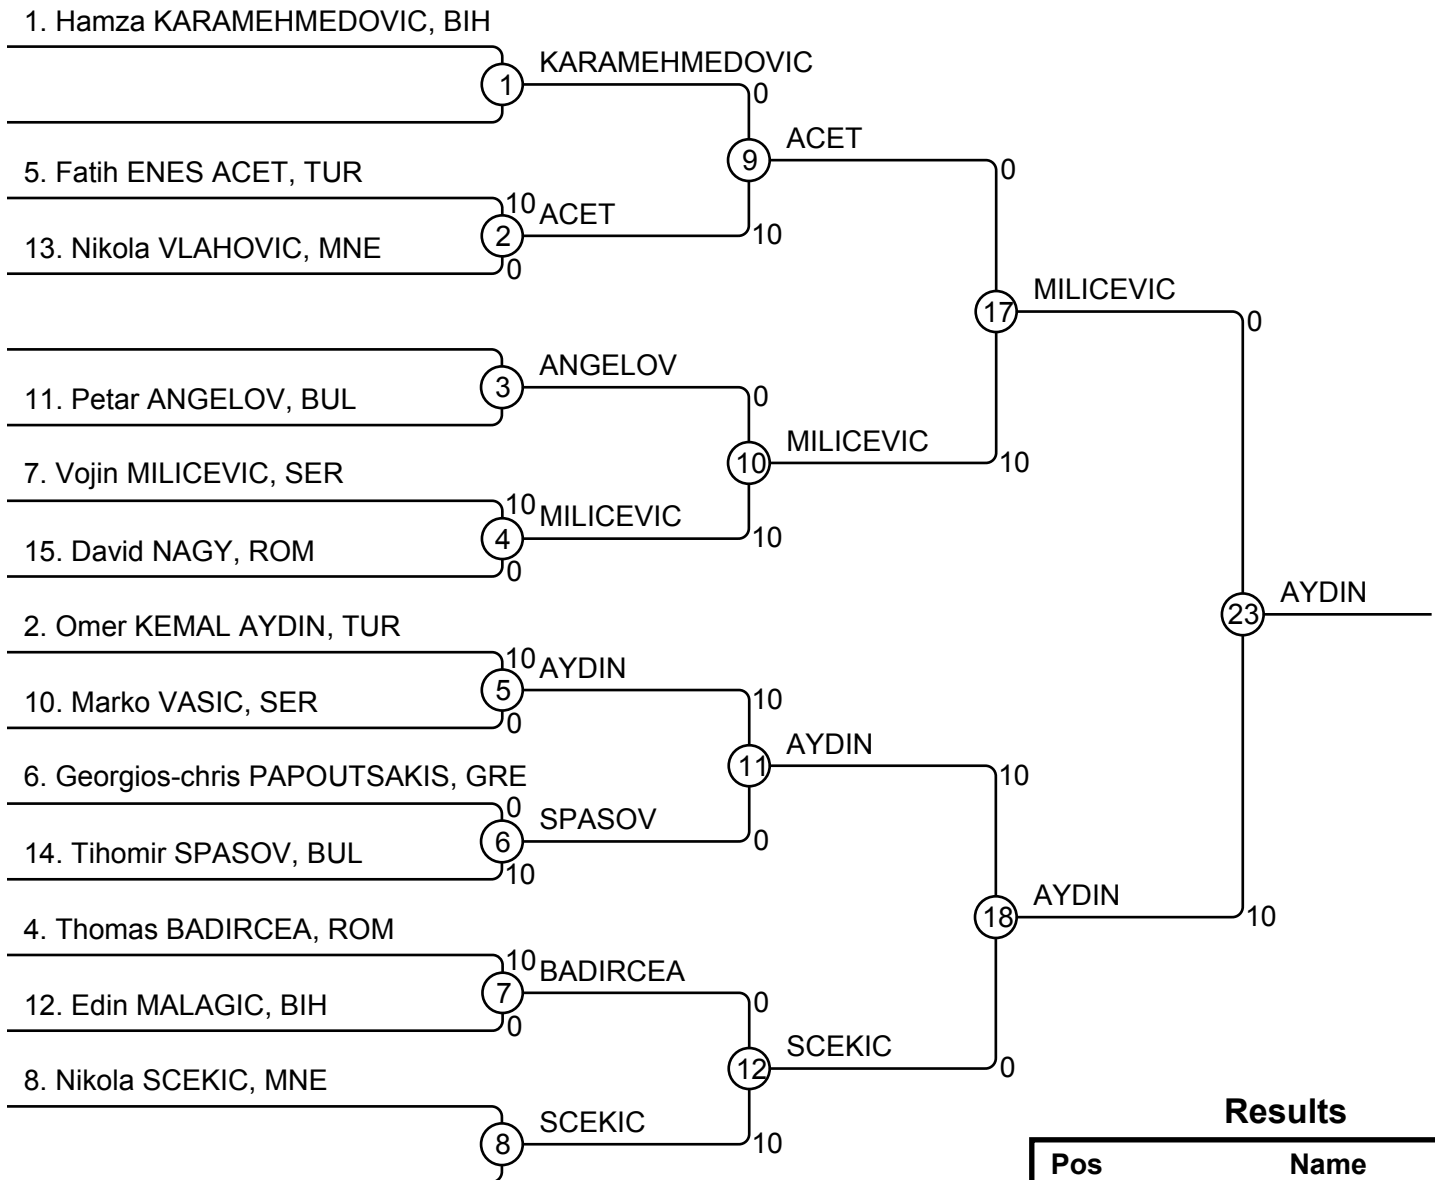 1. Hamza KARAMEHMEDOVIC, BIH
1
KARAMEHMEDOVIC
0
9
ACET
0
5. Fatih ENES ACET, TUR
10
2
ACET
10
13. Nikola VLAHOVIC, MNE
0
17
MILICEVIC
0
3
ANGELOV
0
11. Petar ANGELOV, BUL
10
MILICEVIC
10
7. Vojin MILICEVIC, SER
10
4
MILICEVIC
10
15. David NAGY, ROM
0
23
AYDIN
2. Omer KEMAL AYDIN, TUR
10
5
AYDIN
10
10. Marko VASIC, SER
0
11
AYDIN
10
6. Georgios-chris PAPOUTSAKIS, GRE
0
6
SPASOV
0
14. Tihomir SPASOV, BUL
10
18
AYDIN
10
4. Thomas BADIRCEA, ROM
10
7
BADIRCEA
0
12. Edin MALAGIC, BIH
0
12
SCEKIC
0
8. Nikola SCEKIC, MNE
8
SCEKIC
10
Results
Pos Name